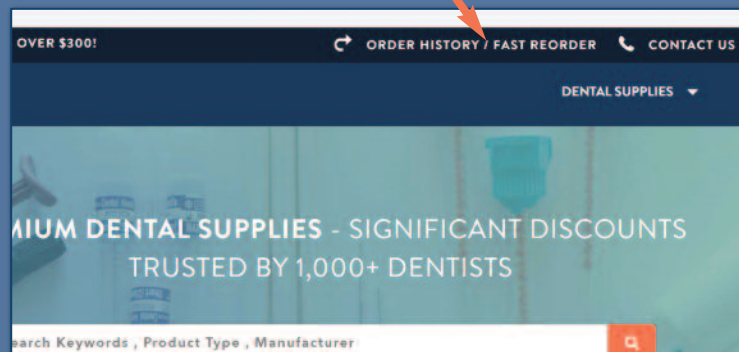 OVER $300! ORDER HISTORY / FAST REORDER CONTACT US
DENTAL SUPPLIES
MIUM DENTAL SUPPLIES - SIGNIFICANT DISCOUNTS
TRUSTED BY 1,000+ DENTISTS
earch Keywords , Product Type , Manufacturer